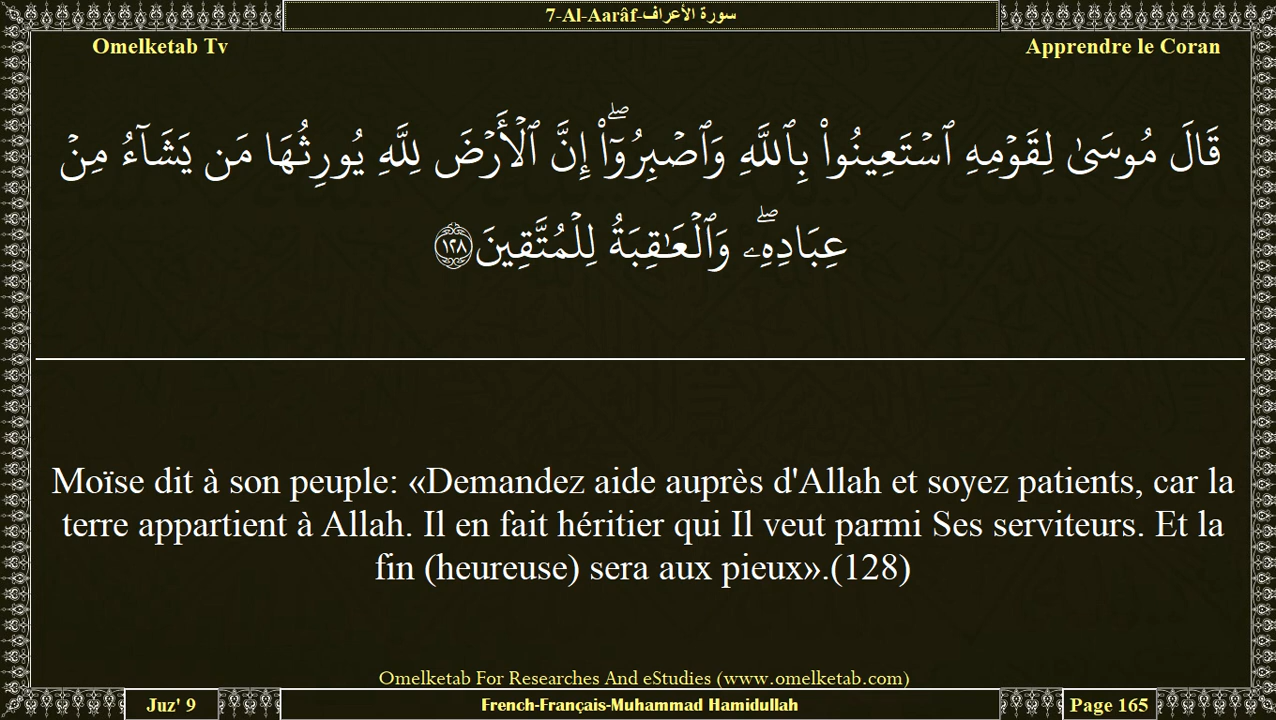 7-Al-Aarâf-سورة الأعراف
Omelketab Tv
Apprendre le Coran
قَالَ مُوسَىٰ لِقَوْمِهِ ٱسْتَعِينُوا۟ بِٱللَّهِ وَٱصْبِرُوٓا۟ ۖ إِنَّ ٱلْأَرْضَ لِلَّهِ يُورِثُهَا مَن يَشَآءُ مِنْ
عِبَادِهِۦ ۖ وَٱلْعَـٰقِبَةُ لِلْمُتَّقِينَ ١٢٨
Moïse dit à son peuple: «Demandez aide auprès d'Allah et soyez patients, car la
terre appartient à Allah. Il en fait héritier qui Il veut parmi Ses serviteurs. Et la
fin (heureuse) sera aux pieux».(128)
Omelketab For Researches And eStudies (www.omelketab.com)
Juz' 9
French-Français-Muhammad Hamidullah
Page 165